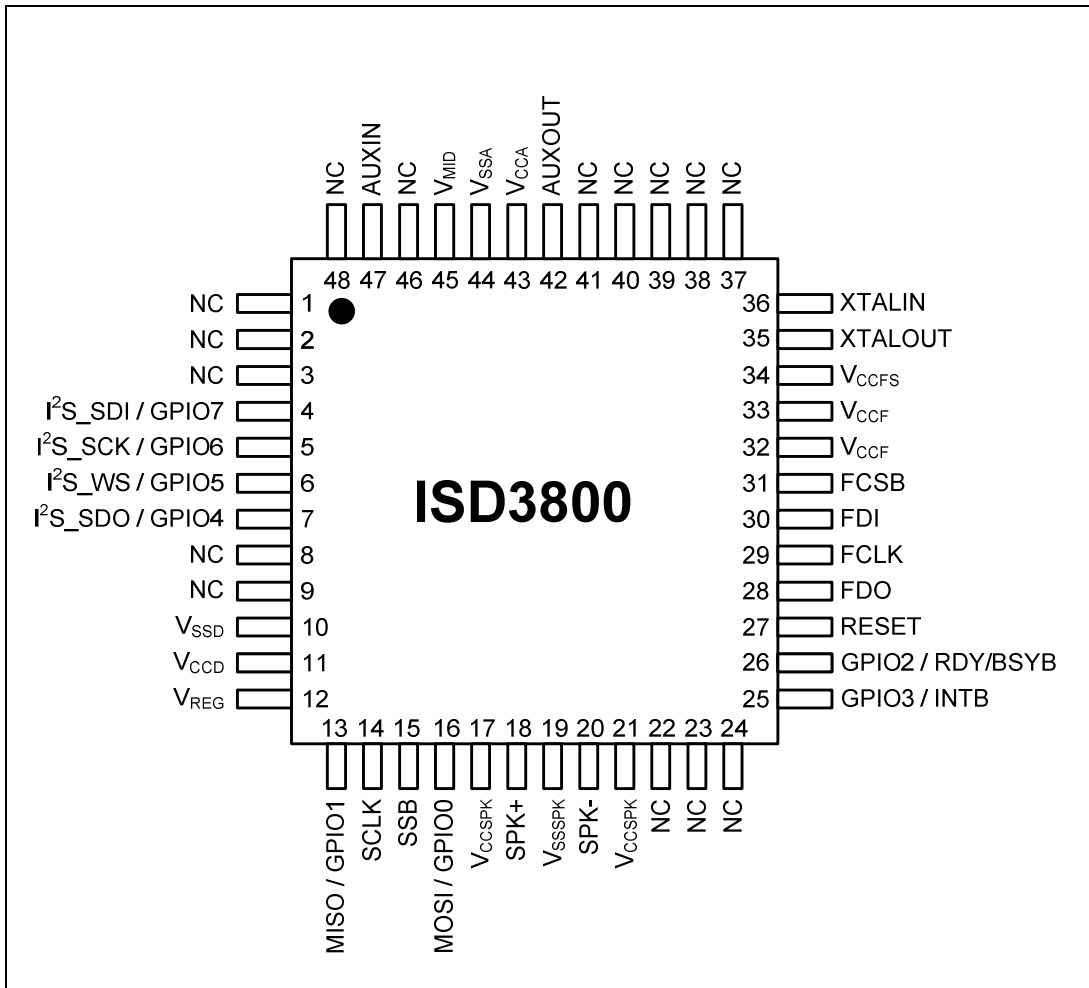 NC
AUXIN
NC
VMID
VSSA
VCCA
AUXOUT
NC
NC
NC
NC
NC
48 47 46 45 44 43 42 41 40 39 38 37
NC 1
NC 2
NC 3
I²S_SDI / GPIO7 4
I²S_SCK / GPIO6 5
I²S_WS / GPIO5 6
I²S_SDO / GPIO4 7
NC 8
NC 9
VSSD 10
VCCD 11
VREG 12
ISD3800
36 XTALIN
35 XTALOUT
34 VCCFS
33 VCCF
32 VCCF
31 FCSB
30 FDI
29 FCLK
28 FDO
27 RESET
26 GPIO2 / RDY/BSYB
25 GPIO3 / INTB
13 14 15 16 17 18 19 20 21 22 23 24
MISO / GPIO1
SCLK
SSB
MOSI / GPIO0
VCCSPK
SPK+
VSSSPK
SPK-
VCCSPK
NC
NC
NC